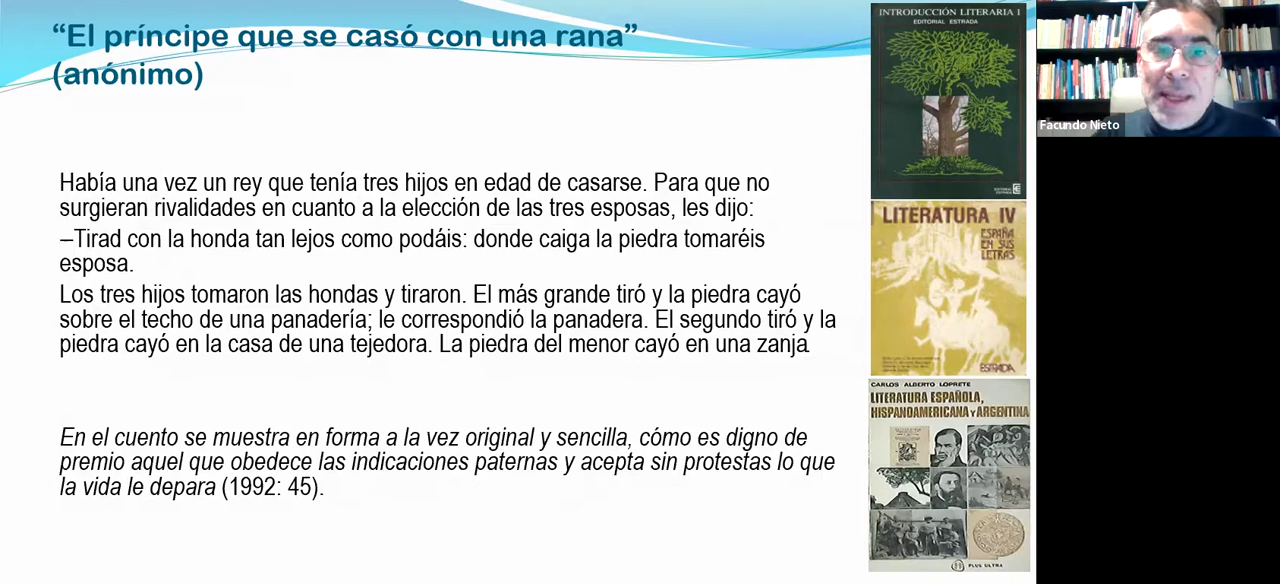 “El príncipe que se casó con una rana”
(anónimo)
Había una vez un rey que tenía tres hijos en edad de casarse. Para que no
surgieran rivalidades en cuanto a la elección de las tres esposas, les dijo:
–Tirad con la honda tan lejos como podáis: donde caiga la piedra tomaréis
esposa.
Los tres hijos tomaron las hondas y tiraron. El más grande tiró y la piedra cayó
sobre el techo de una panadería; le correspondió la panadera. El segundo tiró y la
piedra cayó en la casa de una tejedora. La piedra del menor cayó en una zanja.
En el cuento se muestra en forma a la vez original y sencilla, cómo es digno de
premio aquel que obedece las indicaciones paternas y acepta sin protestas lo que
la vida le depara (1992: 45).
INTRODUCCIÓN LITERARIA I
EDITORIAL ESTRADA
EDITORIAL
ESTRADA
LITERATURA IV
ESPAÑA
EN SUS
LETRAS
ESTRADA
CARLOS ALBERTO LOPRETE
LITERATURA ESPAÑOLA,
HISPANOAMERICANA Y ARGENTINA
PLUS ULTRA
Facundo Nieto